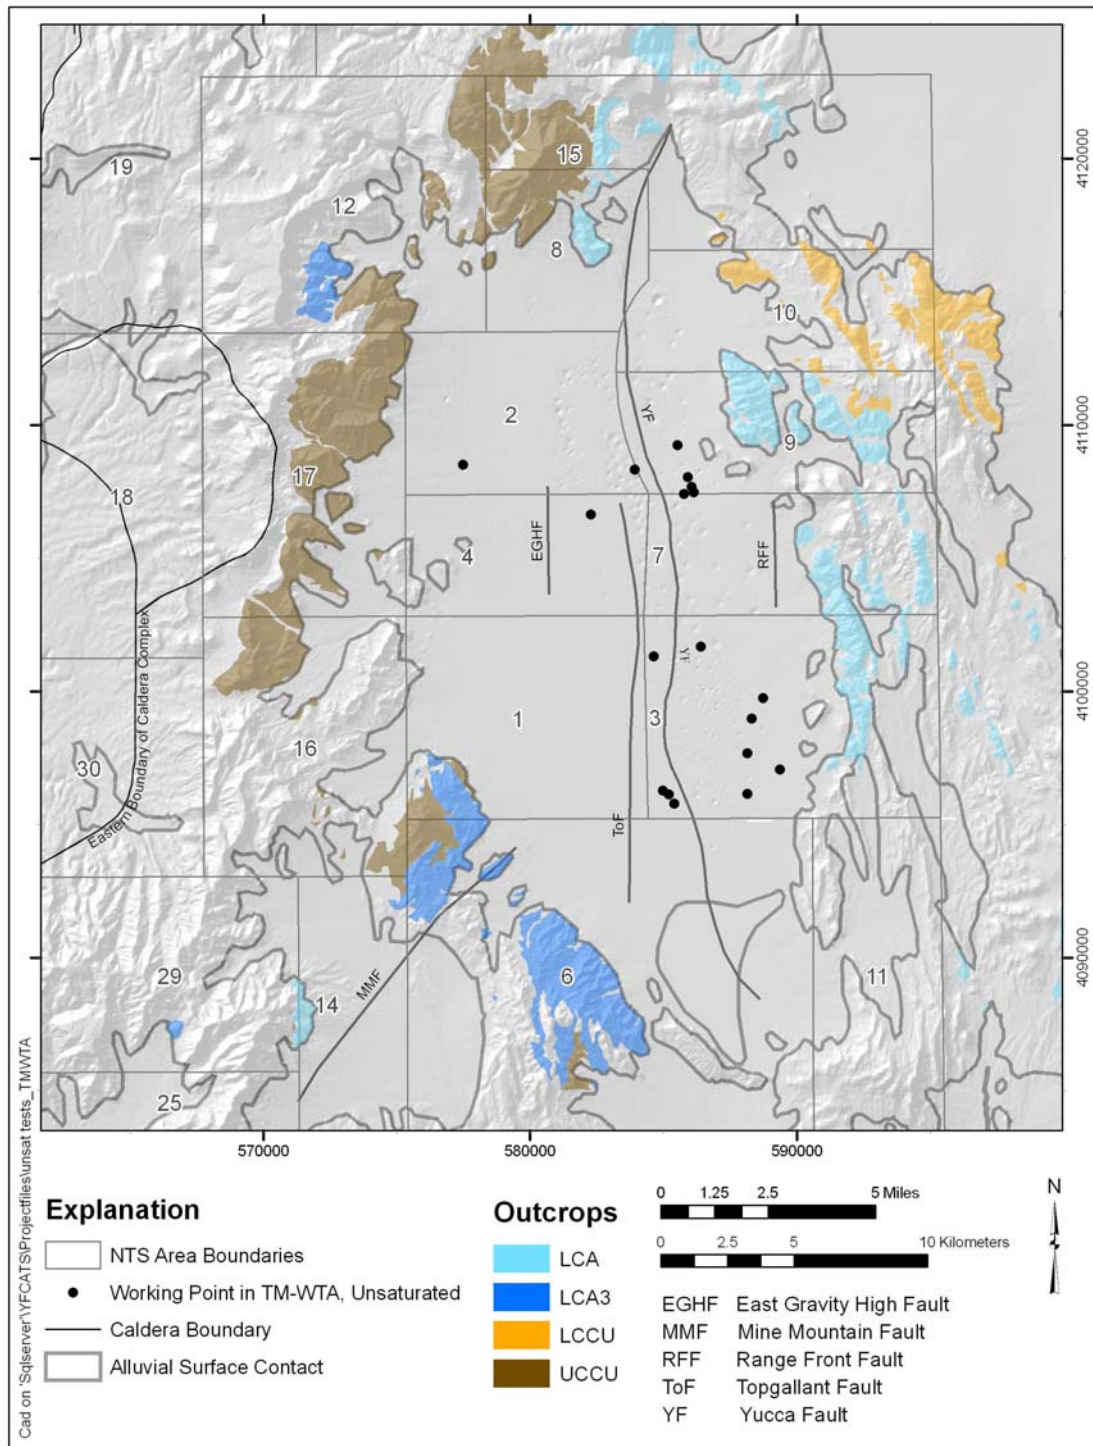 19
12
15
8
10
4120000
2
YF
9
4110000
18
17
4
EGHF
7
RFF
Eastern Boundary of Caldera Complex
16
1
3
YF
4100000
30
ToF
29
14
MMF
6
11
4090000
25
570000
580000
590000
Cad on 'Sqlserver'\YFCATS\Projectfiles\unsat tests_TMWTA
Explanation
NTS Area Boundaries
Working Point in TM-WTA, Unsaturated
Caldera Boundary
Alluvial Surface Contact
Outcrops
LCA
LCA3
LCCU
UCCU
0 1.25 2.5 5 Miles
0 2.5 5 10 Kilometers
N
EGHF East Gravity High Fault
MMF Mine Mountain Fault
RFF Range Front Fault
ToF Topgallant Fault
YF Yucca Fault